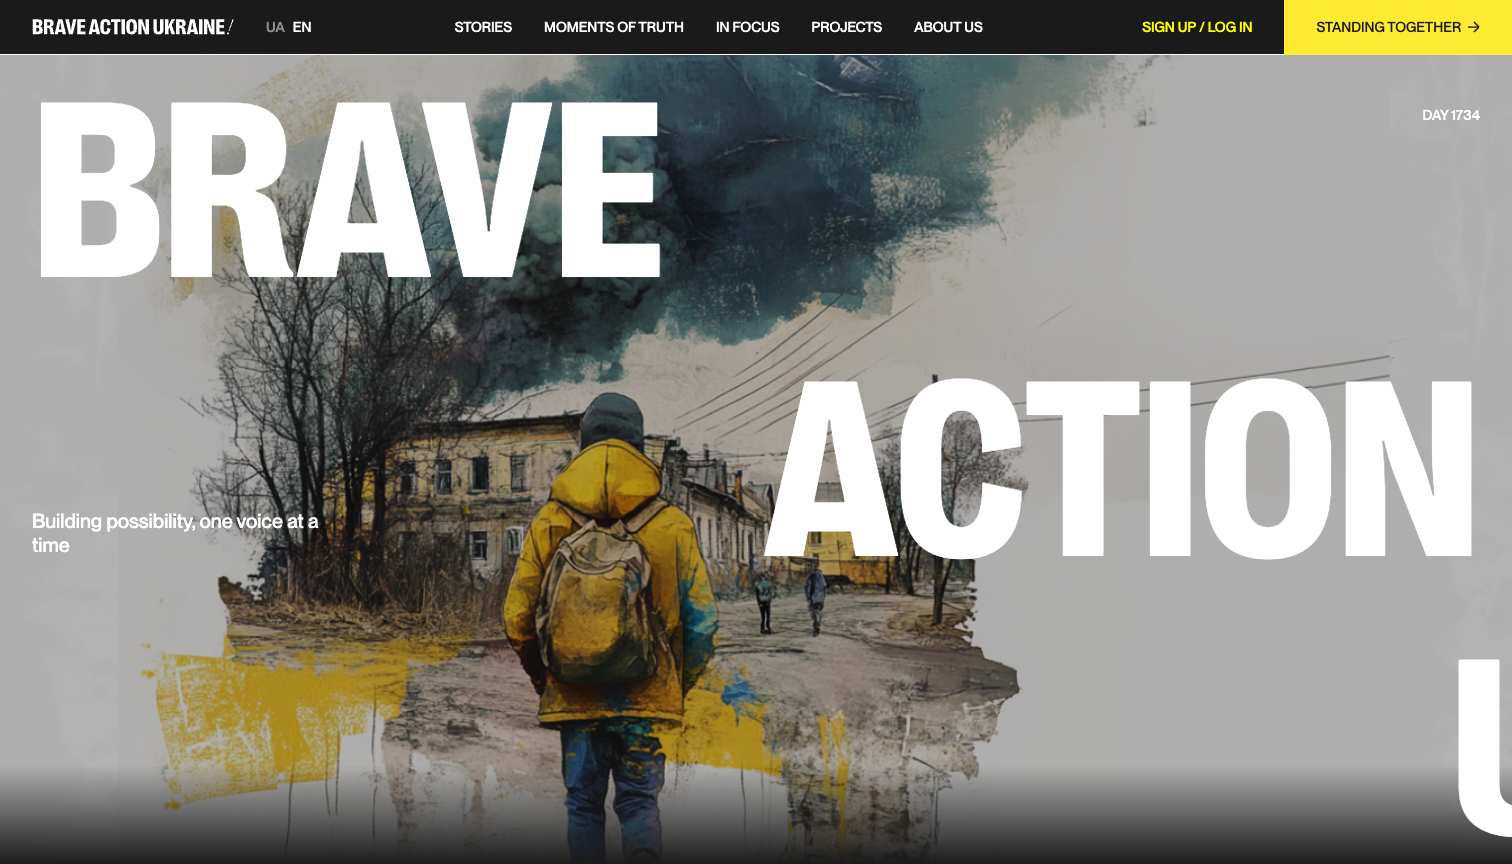 BRAVE ACTION UKRAINE/
UA EN
STORIES
MOMENTS OF TRUTH
IN FOCUS
PROJECTS
ABOUT US
SIGN UP / LOG IN
STANDING TOGETHER →
BRAVE
DAY 1734
ACTION
Building possibility, one voice at a
time
U